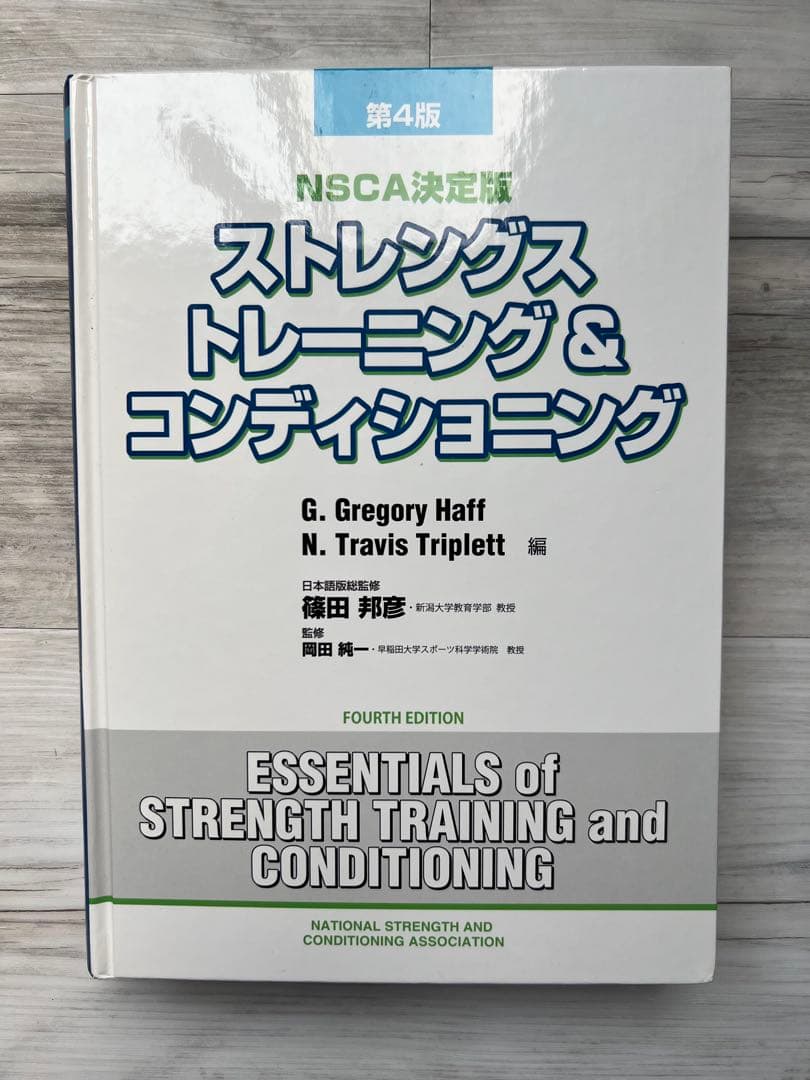 第4版
NSCA決定版
ストレングス
トレーニング&
コンディショニング
G. Gregory Haff
N. Travis Triplett 編
日本語版総監修
篠田 邦彦・新潟大学教育学部 教授
監修
岡田 純一・早稲田大学スポーツ科学学術院 教授
FOURTH EDITION
ESSENTIALS of
STRENGTH TRAINING and
CONDITIONING
NATIONAL STRENGTH AND
CONDITIONING ASSOCIATION